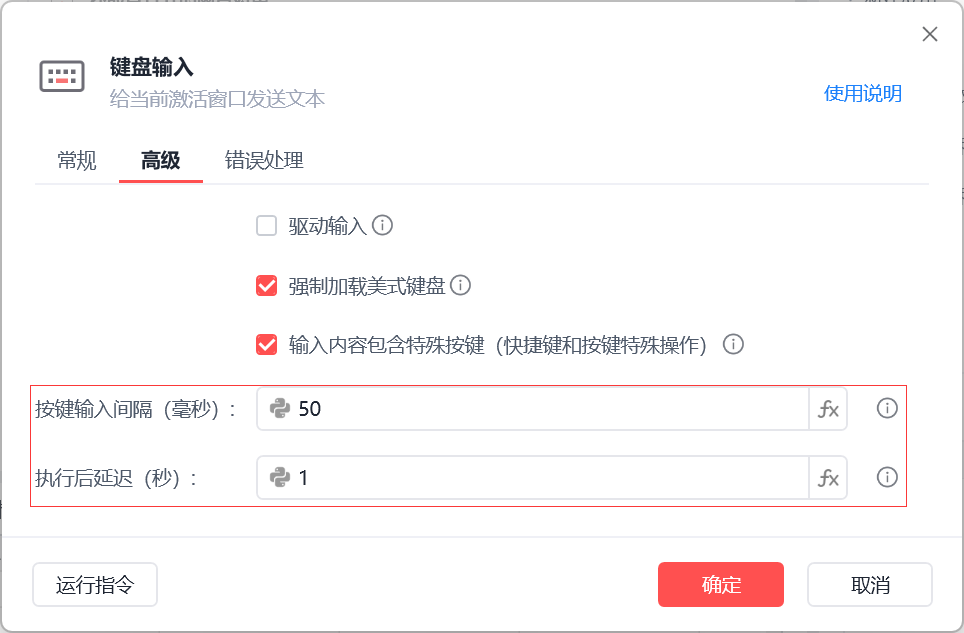 键盘输入
给当前激活窗口发送文本
使用说明
常规 高级 错误处理
驱动输入
强制加载美式键盘
输入内容包含特殊按键（快捷键和按键特殊操作）
按键输入间隔（毫秒）: 50 fx
执行后延迟（秒）: 1 fx
运行指令 确定 取消